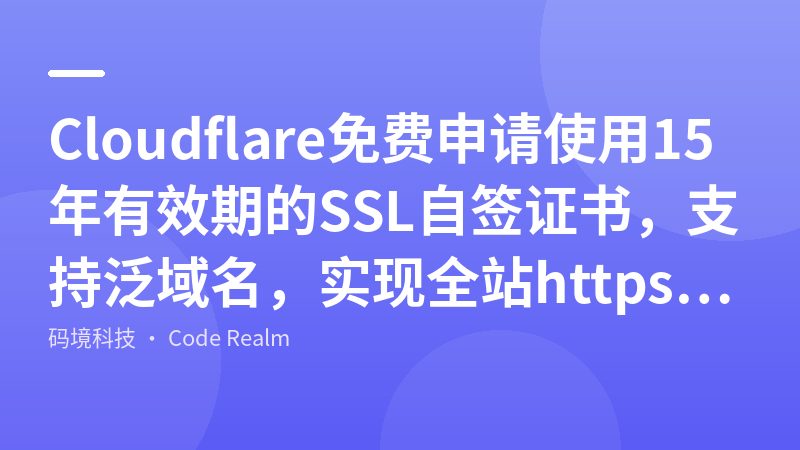 Cloudflare免费申请使用15
年有效期的SSL自签证书，支
持泛域名，实现全站https…
码境科技 · Code Realm